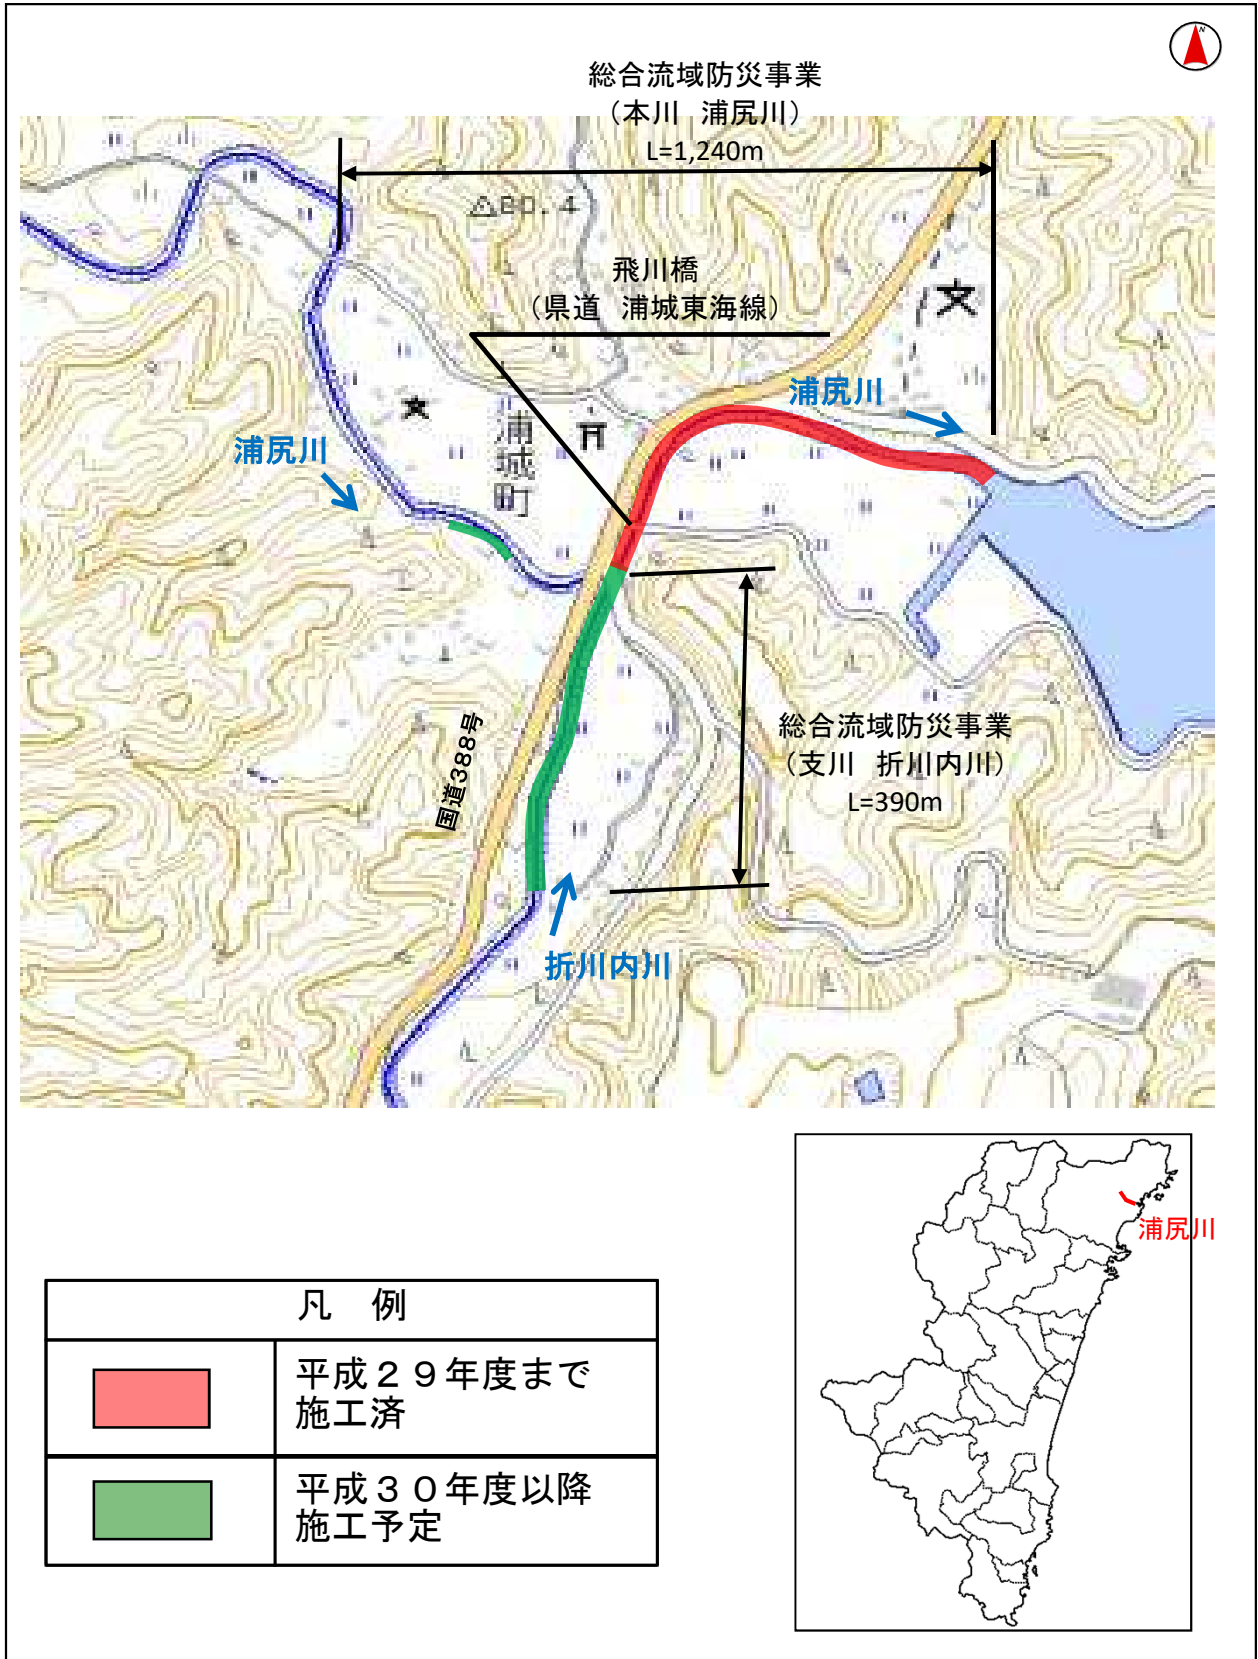 N
総合流域防災事業
（本川　浦尻川）
L=1,240m
△80.4
飛川橋
（県道　浦城東海線）
浦尻川
浦尻川
浦城町
総合流域防災事業
（支川　折川内川）
L=390m
国道388号
折川内川
浦尻川
凡　例
平成２９年度まで
施工済
平成３０年度以降
施工予定